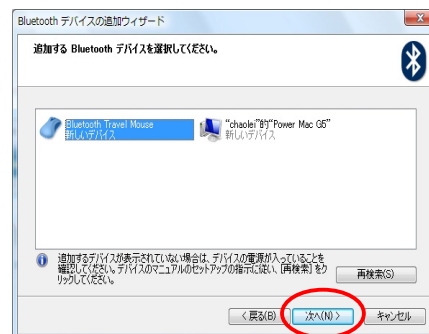 Bluetooth デバイスの追加ウィザード
追加する Bluetooth デバイスを選択してください。
Bluetooth Travel Mouse
新しいデバイス
“chaolei”的“Power Mac G5”
新しいデバイス
追加するデバイスが表示されていない場合は、デバイスの電源が入っていることを
確認してください。デバイスのマニュアルのセットアップの指示に従い、[再検索] をク
リックしてください。
再検索(S)
< 戻る(B)
次へ(N) >
キャンセル